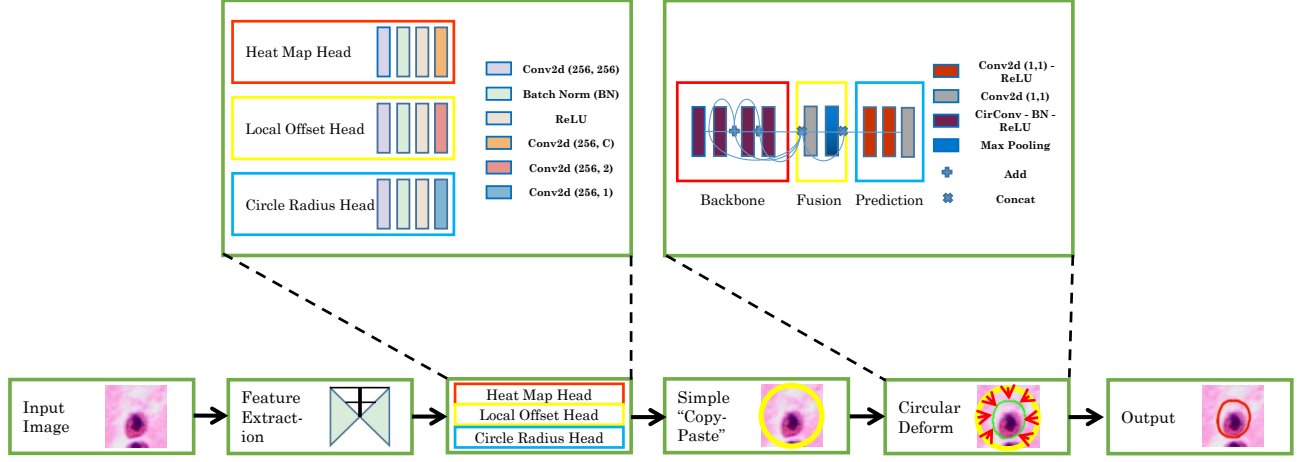 Heat Map Head
Local Offset Head
Circle Radius Head
Conv2d (256, 256)
Batch Norm (BN)
ReLU
Conv2d (256, C)
Conv2d (256, 2)
Conv2d (256, 1)
Backbone
Fusion
Prediction
Conv2d (1,1) -
ReLU
Conv2d (1,1)
CirConv - BN -
ReLU
Max Pooling
Add
Concat
Input
Image
Feature
Extract-
ion
Heat Map Head
Local Offset Head
Circle Radius Head
Simple
“Copy-
Paste”
Circular
Deform
Output